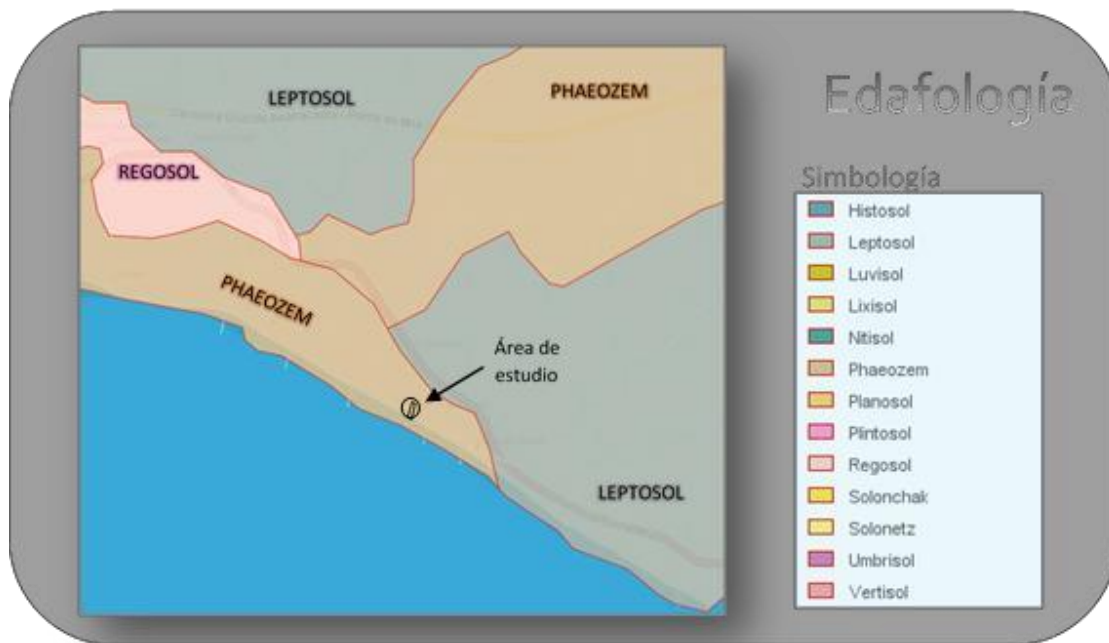 Edafología
LEPTOSOL
PHAEOZEM
REGOSOL
PHAEOZEM
Área de
estudio
LEPTOSOL
Simbología
Histosol
Leptosol
Luvisol
Lixisol
Nitisol
Phaeozem
Planosol
Plintosol
Regosol
Solonchak
Solonetz
Umbrisol
Vertisol